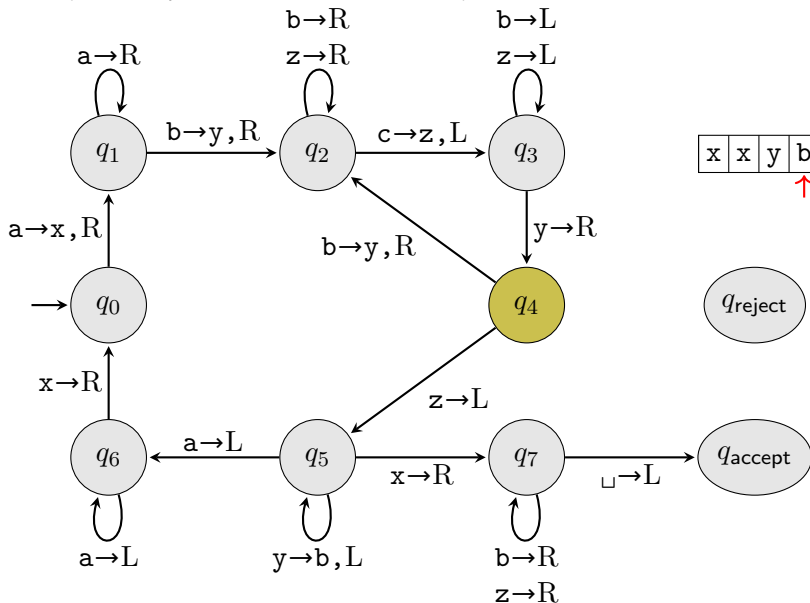 b→R
z→R
b→L
z→L
a→R
q1
b→y,R
q2
c→z,L
q3
x x y b
a→x,R
b→y,R
y→R
q0
q4
qreject
x→R
z→L
q6
a→L
q5
x→R
q7
␣→L
qaccept
a→L
y→b,L
b→R
z→R